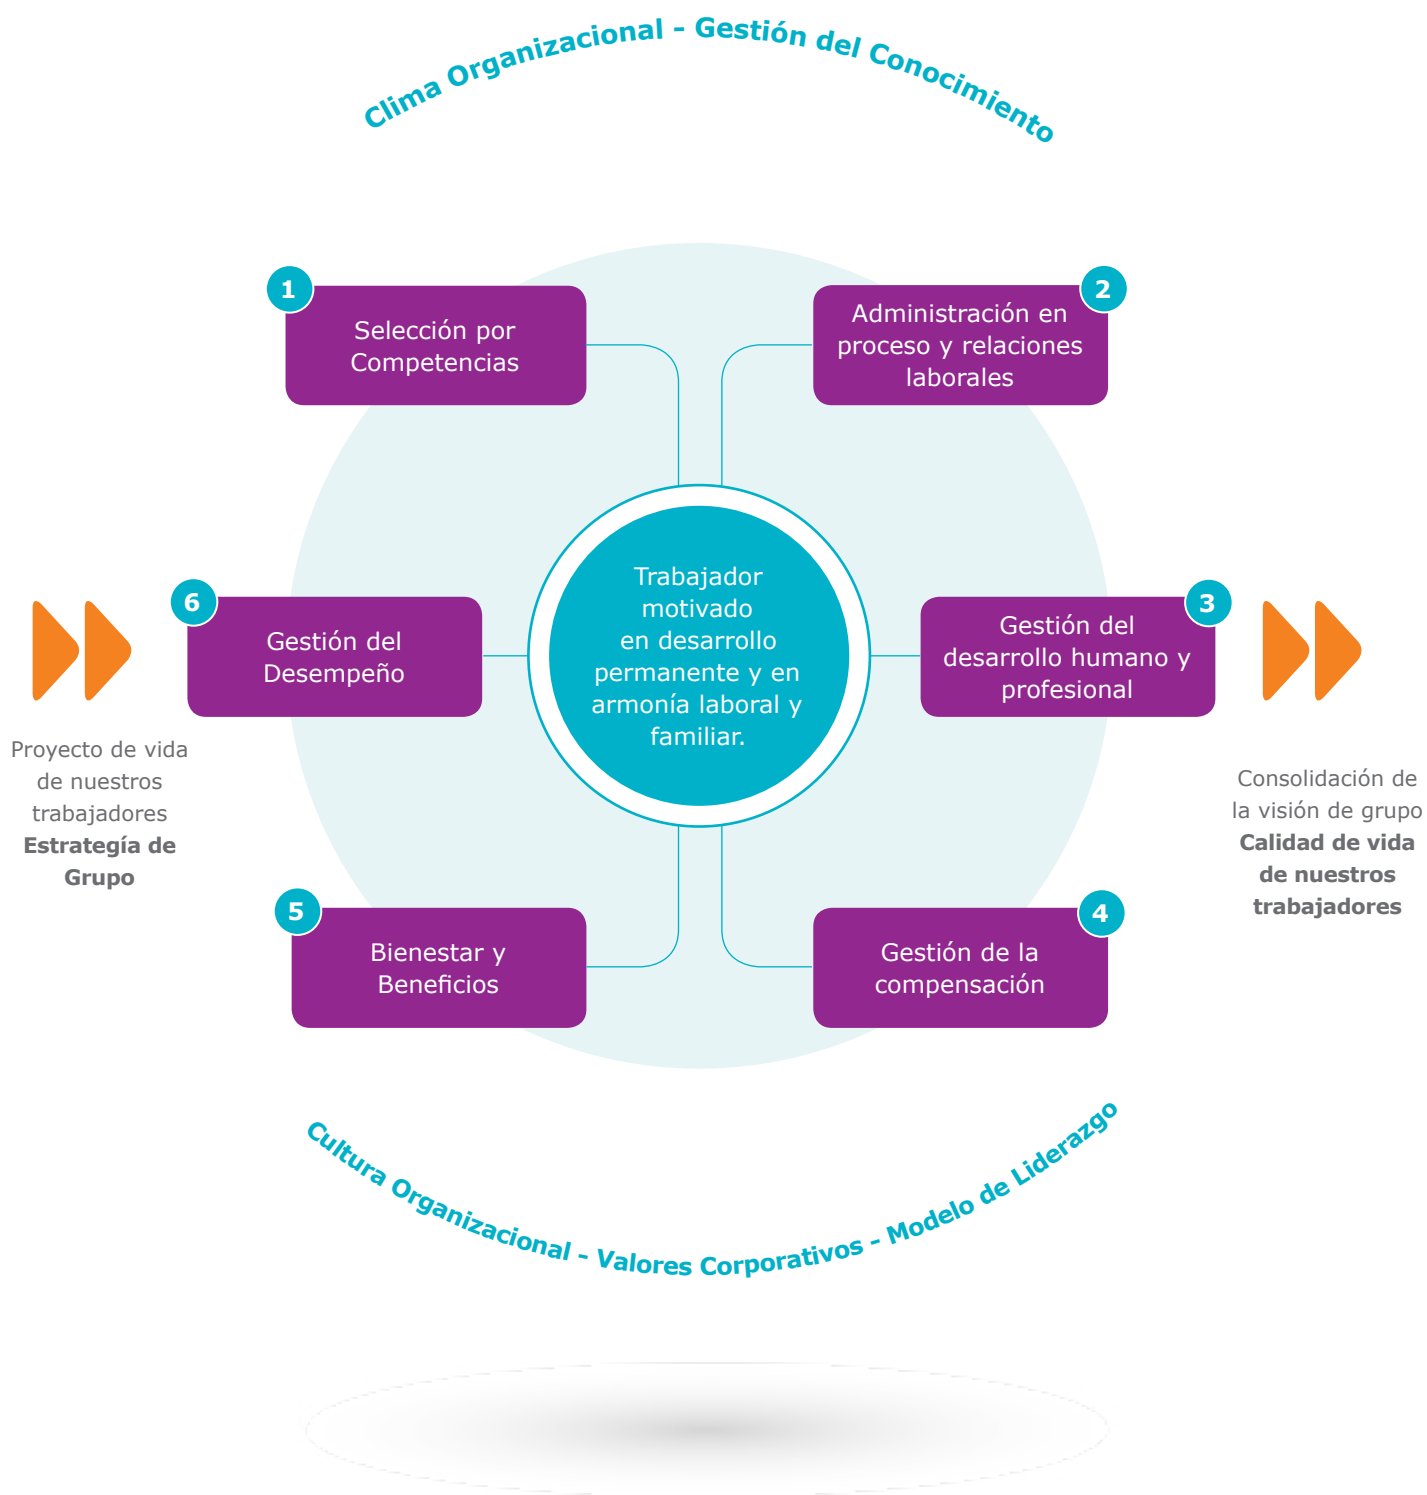 Clima Organizacional – Gestión del Conocimiento
1
Selección por
Competencias
2
Administración en
proceso y relaciones
laborales
6
Gestión del
Desempeño
Trabajador
motivado
en desarrollo
permanente y en
armonía laboral y
familiar.
3
Gestión del
desarrollo humano y
profesional
Proyecto de vida
de nuestros
trabajadores
Estrategía de
Grupo
Consolidación de
la visión de grupo
Calidad de vida
de nuestros
trabajadores
5
Bienestar y
Beneficios
4
Gestión de la
compensación
Cultura Organizacional – Valores Corporativos – Modelo de Liderazgo